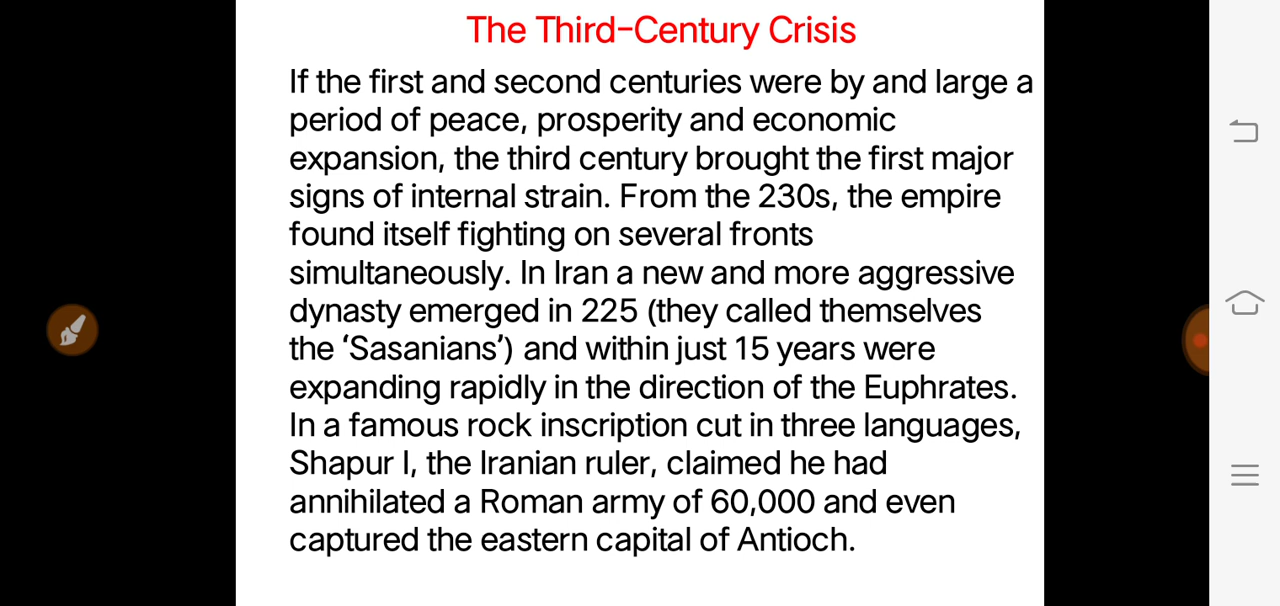 The Third-Century Crisis
If the first and second centuries were by and large a
period of peace, prosperity and economic
expansion, the third century brought the first major
signs of internal strain. From the 230s, the empire
found itself fighting on several fronts
simultaneously. In Iran a new and more aggressive
dynasty emerged in 225 (they called themselves
the ‘Sasanians’) and within just 15 years were
expanding rapidly in the direction of the Euphrates.
In a famous rock inscription cut in three languages,
Shapur I, the Iranian ruler, claimed he had
annihilated a Roman army of 60,000 and even
captured the eastern capital of Antioch.